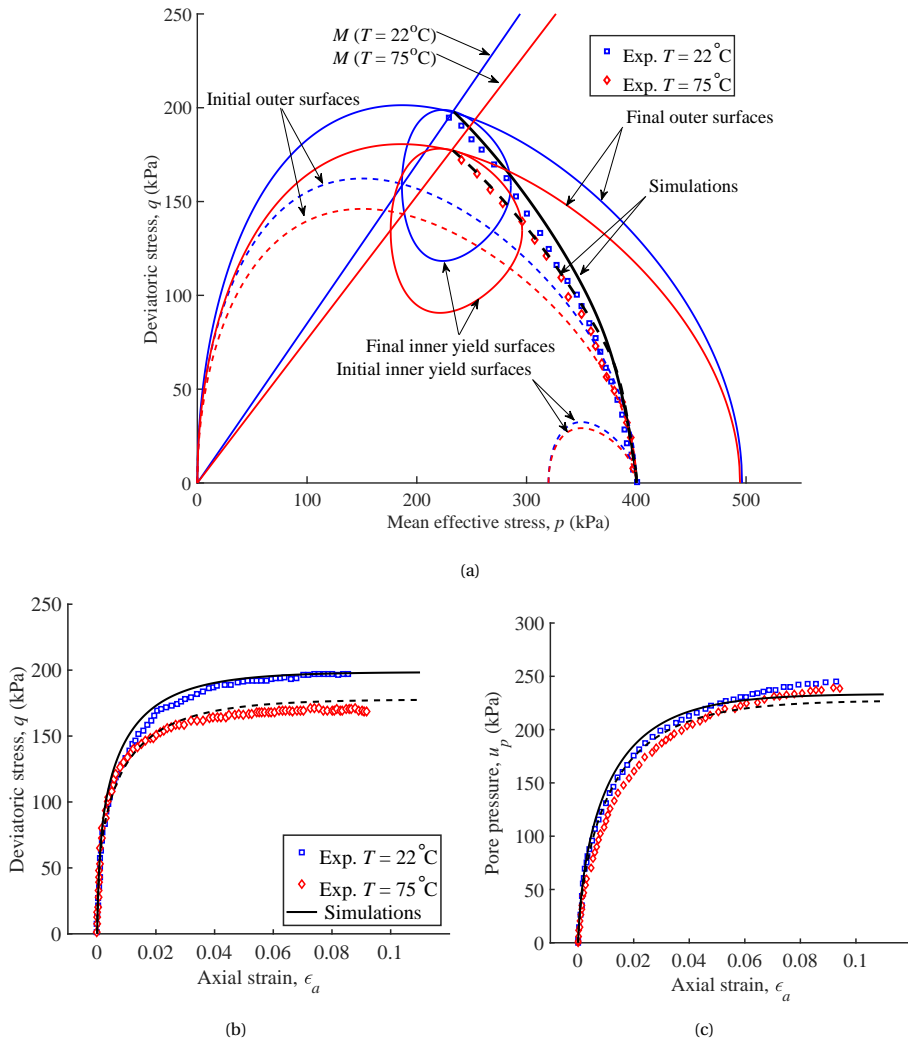 250
200
150
100
50
0
0
100
200
300
400
500
Deviatoric stress, q (kPa)
Mean effective stress, p (kPa)
M (T = 22°C)
M (T = 75°C)
Initial outer surfaces
Exp. T = 22°C
Exp. T = 75°C
Final outer surfaces
Simulations
Final inner yield surfaces
Initial inner yield surfaces
(a)
250
200
150
100
50
0
0
0.02
0.04
0.06
0.08
0.1
Deviatoric stress, q (kPa)
Axial strain, ϵa
Exp. T = 22°C
Exp. T = 75°C
Simulations
(b)
300
250
200
150
100
50
0
0
0.02
0.04
0.06
0.08
0.1
Pore pressure, up (kPa)
Axial strain, ϵa
(c)